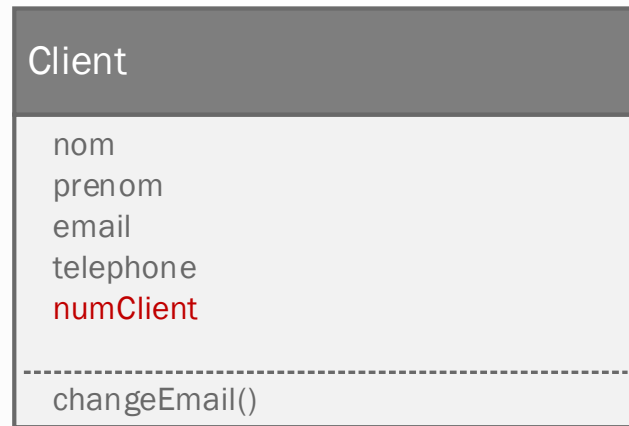 Client
nom
prenom
email
telephone
numClient
changeEmail()